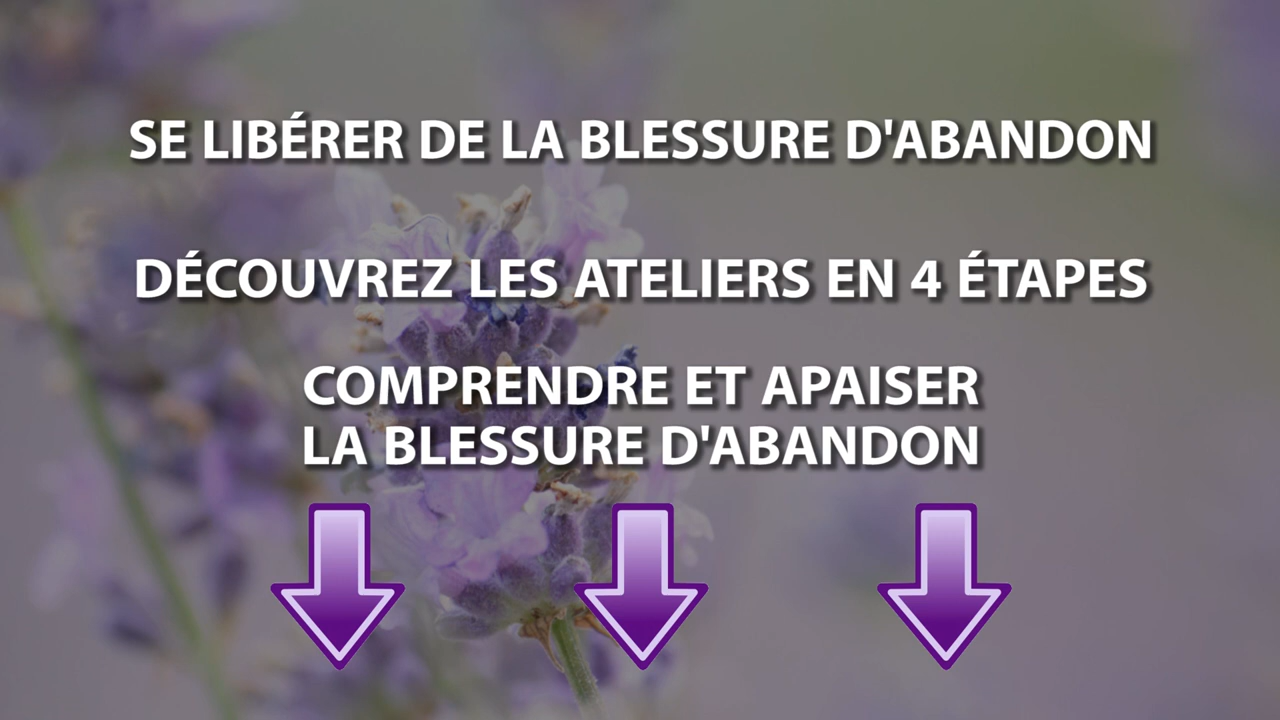 SE LIBÉRER DE LA BLESSURE D'ABANDON
DÉCOUVREZ LES ATELIERS EN 4 ÉTAPES
COMPRENDRE ET APAISER
LA BLESSURE D'ABANDON